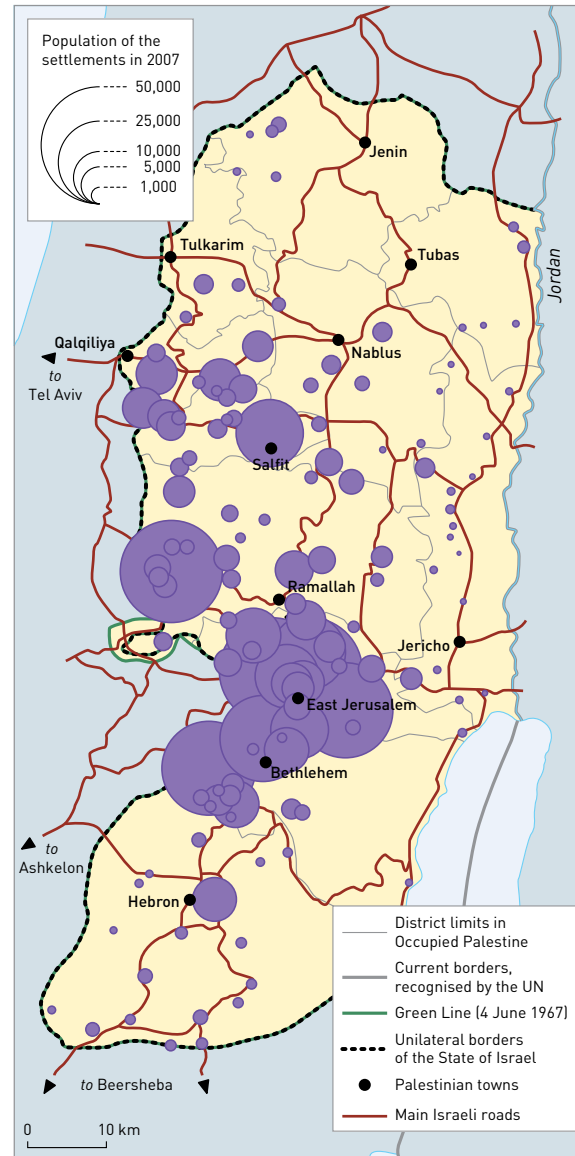 Population of the
settlements in 2007
50,000
25,000
10,000
5,000
1,000
Jenin
Tulkarim
Tubas
Jordan
Qalqiliya
Nablus
to
Tel Aviv
Salfit
Ramallah
Jericho
East Jerusalem
Bethlehem
to
Ashkelon
Hebron
to Beersheba
0 10 km
District limits in
Occupied Palestine
Current borders,
recognised by the UN
Green Line (4 June 1967)
Unilateral borders
of the State of Israel
Palestinian towns
Main Israeli roads